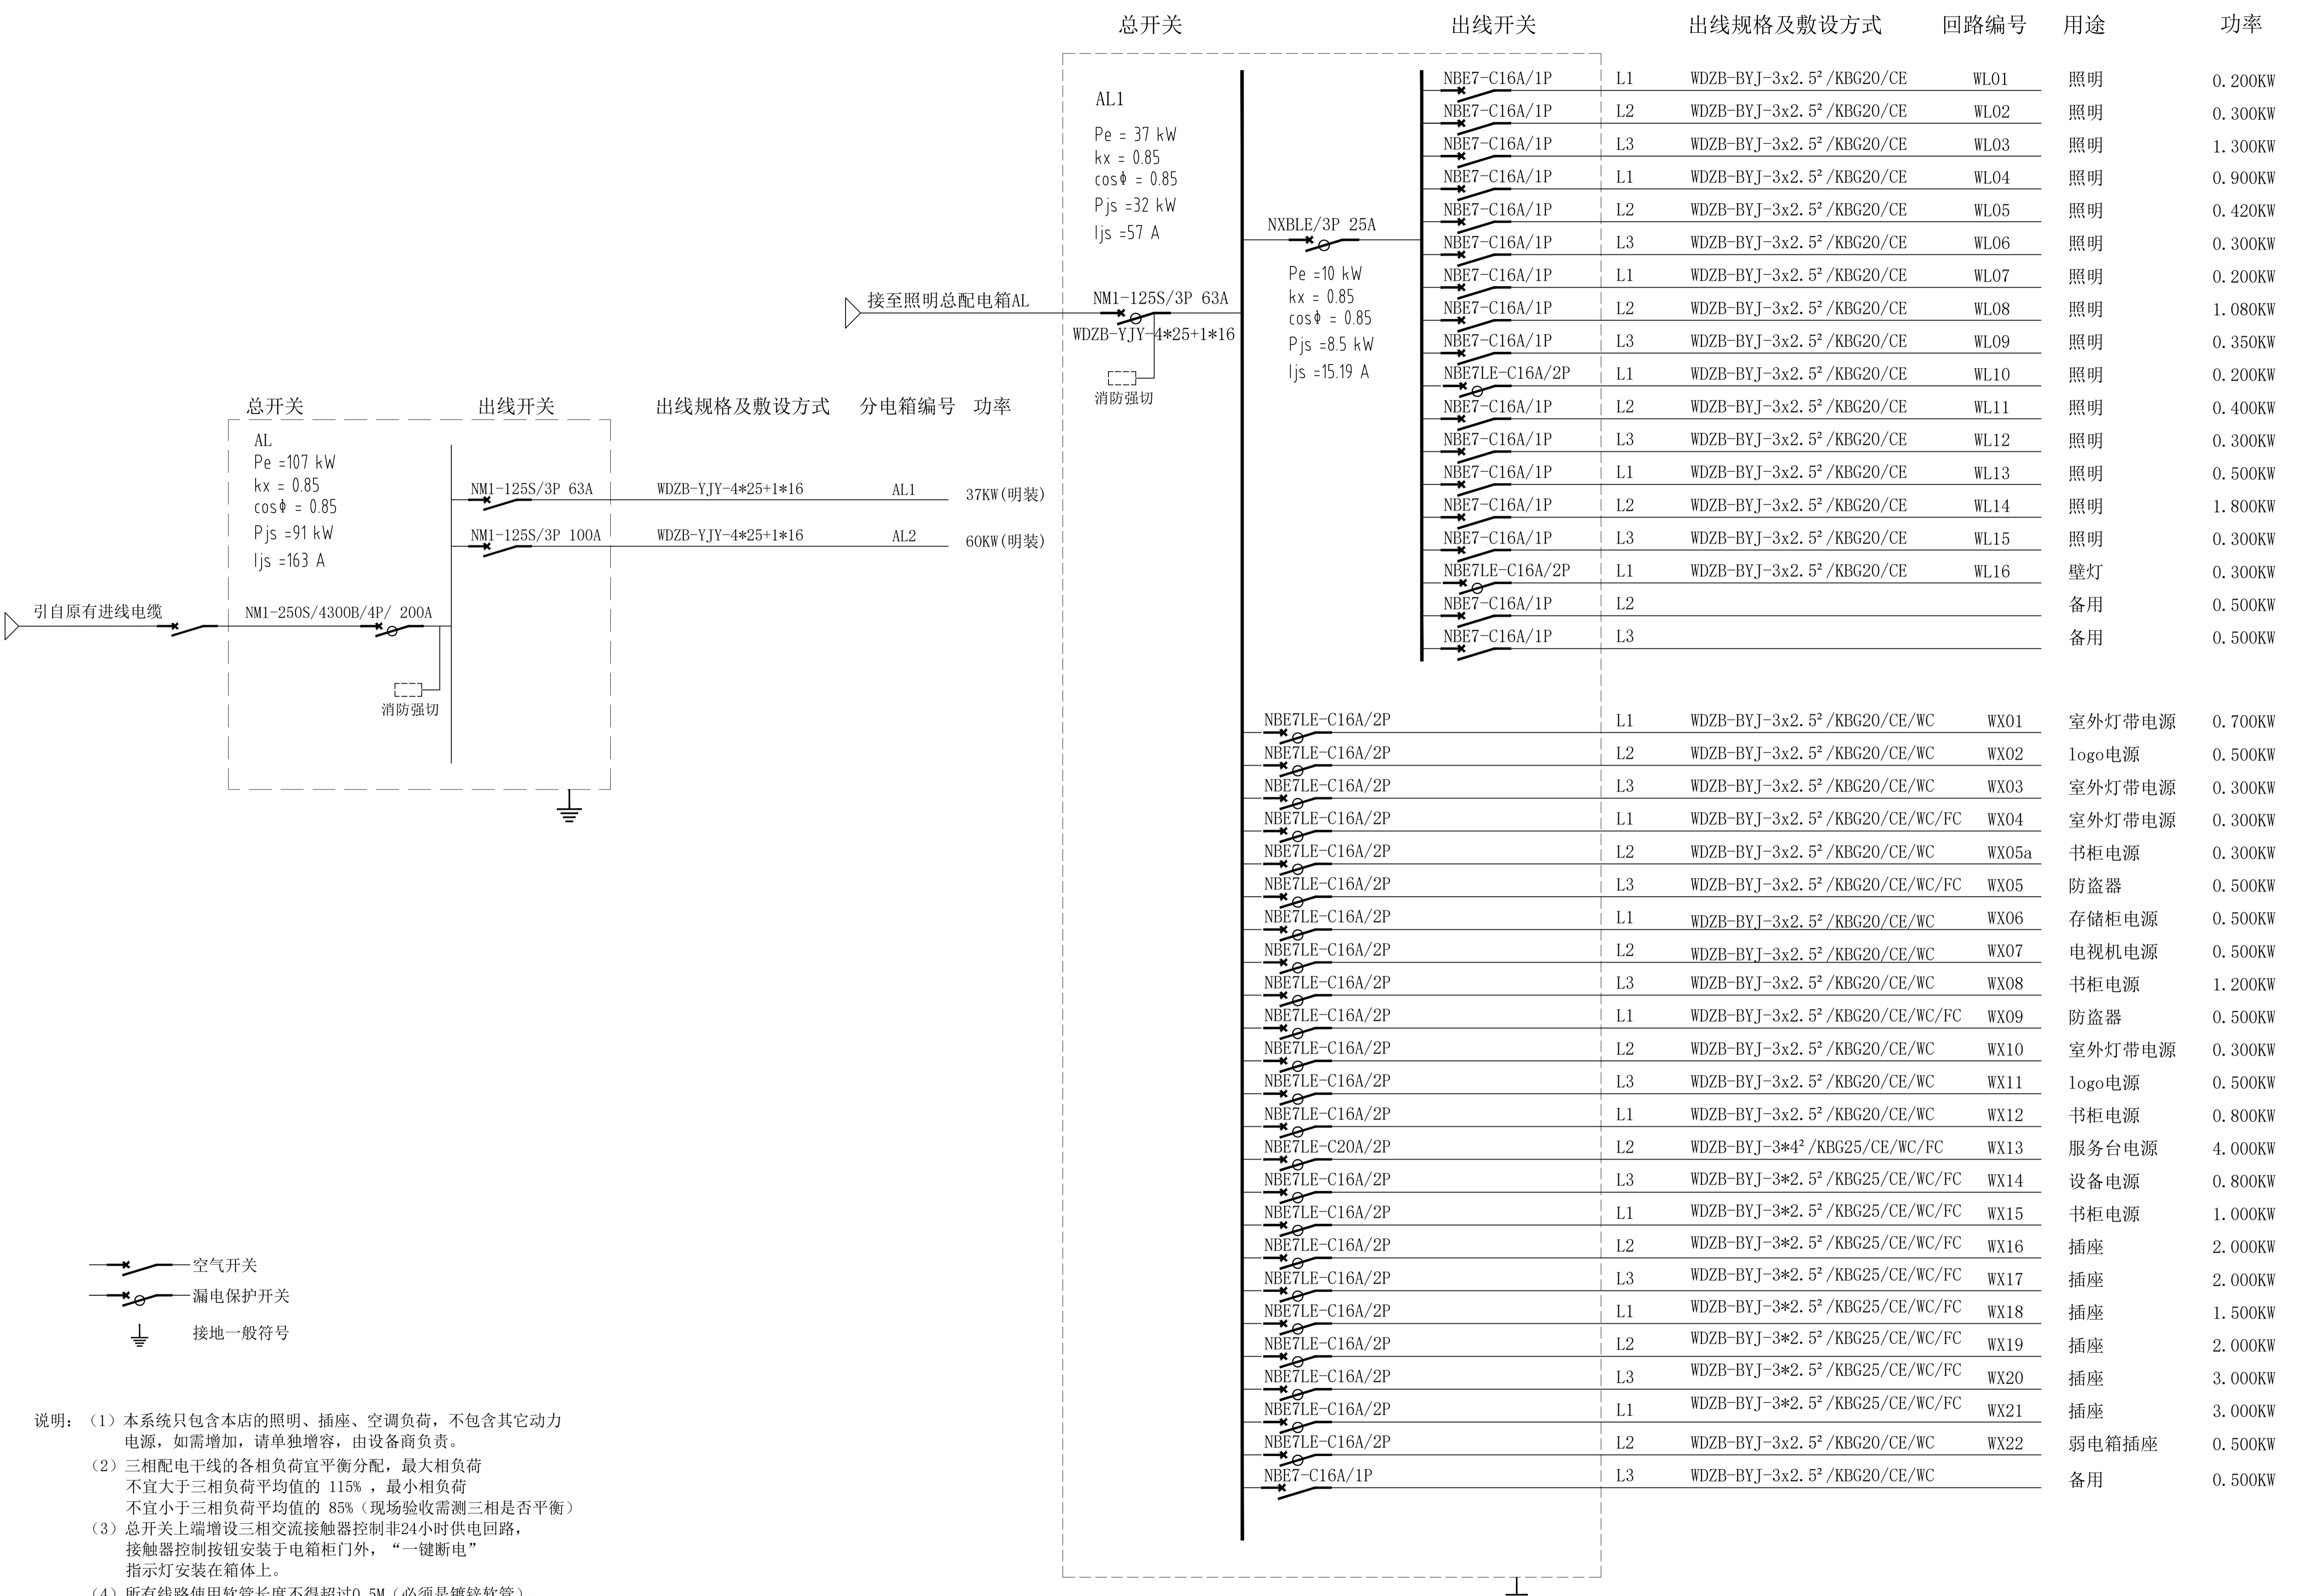 总开关 出线开关 出线规格及敷设方式 回路编号 用途 功率
AL1
Pe = 37 kW
kx = 0.85
cosΦ = 0.85
Pjs =32 kW
Ijs =57 A
接至照明总配电箱AL
NM1-125S/3P 63A
WDZB-YJY-4*25+1*16
消防强切
NXBLE/3P 25A
Pe =10 kW
kx = 0.85
cosΦ = 0.85
Pjs =8.5 kW
Ijs =15.19 A
NBE7-C16A/1P L1 WDZB-BYJ-3x2.5²/KBG20/CE WL01 照明 0.200KW
NBE7-C16A/1P L2 WDZB-BYJ-3x2.5²/KBG20/CE WL02 照明 0.300KW
NBE7-C16A/1P L3 WDZB-BYJ-3x2.5²/KBG20/CE WL03 照明 1.300KW
NBE7-C16A/1P L1 WDZB-BYJ-3x2.5²/KBG20/CE WL04 照明 0.900KW
NBE7-C16A/1P L2 WDZB-BYJ-3x2.5²/KBG20/CE WL05 照明 0.420KW
NBE7-C16A/1P L3 WDZB-BYJ-3x2.5²/KBG20/CE WL06 照明 0.300KW
NBE7-C16A/1P L1 WDZB-BYJ-3x2.5²/KBG20/CE WL07 照明 0.200KW
NBE7-C16A/1P L2 WDZB-BYJ-3x2.5²/KBG20/CE WL08 照明 1.080KW
NBE7-C16A/1P L3 WDZB-BYJ-3x2.5²/KBG20/CE WL09 照明 0.350KW
NBE7LE-C16A/2P L1 WDZB-BYJ-3x2.5²/KBG20/CE WL10 照明 0.200KW
NBE7-C16A/1P L2 WDZB-BYJ-3x2.5²/KBG20/CE WL11 照明 0.400KW
NBE7-C16A/1P L3 WDZB-BYJ-3x2.5²/KBG20/CE WL12 照明 0.300KW
NBE7-C16A/1P L1 WDZB-BYJ-3x2.5²/KBG20/CE WL13 照明 0.500KW
NBE7-C16A/1P L2 WDZB-BYJ-3x2.5²/KBG20/CE WL14 照明 1.800KW
NBE7-C16A/1P L3 WDZB-BYJ-3x2.5²/KBG20/CE WL15 照明 0.300KW
NBE7LE-C16A/2P L1 WDZB-BYJ-3x2.5²/KBG20/CE WL16 壁灯 0.300KW
NBE7-C16A/1P L2 备用 0.500KW
NBE7-C16A/1P L3 备用 0.500KW
NBE7LE-C16A/2P L1 WDZB-BYJ-3x2.5²/KBG20/CE/WC WX01 室外灯带电源 0.700KW
NBE7LE-C16A/2P L2 WDZB-BYJ-3x2.5²/KBG20/CE/WC WX02 logo电源 0.500KW
NBE7LE-C16A/2P L3 WDZB-BYJ-3x2.5²/KBG20/CE/WC WX03 室外灯带电源 0.300KW
NBE7LE-C16A/2P L1 WDZB-BYJ-3x2.5²/KBG20/CE/WC/FC WX04 室外灯带电源 0.300KW
NBE7LE-C16A/2P L2 WDZB-BYJ-3x2.5²/KBG20/CE/WC WX05a 书柜电源 0.300KW
NBE7LE-C16A/2P L3 WDZB-BYJ-3x2.5²/KBG20/CE/WC/FC WX05 防盗器 0.500KW
NBE7LE-C16A/2P L1 WDZB-BYJ-3x2.5²/KBG20/CE/WC WX06 存储柜电源 0.500KW
NBE7LE-C16A/2P L2 WDZB-BYJ-3x2.5²/KBG20/CE/WC WX07 电视机电源 0.500KW
NBE7LE-C16A/2P L3 WDZB-BYJ-3x2.5²/KBG20/CE/WC WX08 书柜电源 1.200KW
NBE7LE-C16A/2P L1 WDZB-BYJ-3x2.5²/KBG20/CE/WC/FC WX09 防盗器 0.500KW
NBE7LE-C16A/2P L2 WDZB-BYJ-3x2.5²/KBG20/CE/WC WX10 室外灯带电源 0.300KW
NBE7LE-C16A/2P L3 WDZB-BYJ-3x2.5²/KBG20/CE/WC WX11 logo电源 0.500KW
NBE7LE-C16A/2P L1 WDZB-BYJ-3x2.5²/KBG20/CE/WC WX12 书柜电源 0.800KW
NBE7LE-C20A/2P L2 WDZB-BYJ-3*4²/KBG25/CE/WC/FC WX13 服务台电源 4.000KW
NBE7LE-C16A/2P L3 WDZB-BYJ-3*2.5²/KBG25/CE/WC/FC WX14 设备电源 0.800KW
NBE7LE-C16A/2P L1 WDZB-BYJ-3*2.5²/KBG25/CE/WC/FC WX15 书柜电源 1.000KW
NBE7LE-C16A/2P L2 WDZB-BYJ-3*2.5²/KBG25/CE/WC/FC WX16 插座 2.000KW
NBE7LE-C16A/2P L3 WDZB-BYJ-3*2.5²/KBG25/CE/WC/FC WX17 插座 2.000KW
NBE7LE-C16A/2P L1 WDZB-BYJ-3*2.5²/KBG25/CE/WC/FC WX18 插座 1.500KW
NBE7LE-C16A/2P L2 WDZB-BYJ-3*2.5²/KBG25/CE/WC/FC WX19 插座 2.000KW
NBE7LE-C16A/2P L3 WDZB-BYJ-3*2.5²/KBG25/CE/WC/FC WX20 插座 3.000KW
NBE7LE-C16A/2P L1 WDZB-BYJ-3*2.5²/KBG25/CE/WC/FC WX21 插座 3.000KW
NBE7LE-C16A/2P L2 WDZB-BYJ-3x2.5²/KBG20/CE/WC WX22 弱电箱插座 0.500KW
NBE7-C16A/1P L3 WDZB-BYJ-3x2.5²/KBG20/CE/WC 备用 0.500KW
总开关 出线开关 出线规格及敷设方式 分电箱编号 功率
AL
Pe =107 kW
kx = 0.85
cosΦ = 0.85
Pjs =91 kW
Ijs =163 A
NM1-125S/3P 63A WDZB-YJY-4*25+1*16 AL1 37KW(明装)
NM1-125S/3P 100A WDZB-YJY-4*25+1*16 AL2 60KW(明装)
引自原有进线电缆 NM1-250S/4300B/4P/ 200A
消防强切
空气开关
漏电保护开关
接地一般符号
说明: （1）本系统只包含本店的照明、插座、空调负荷，不包含其它动力
电源，如需增加，请单独增容，由设备商负责。
（2）三相配电干线的各相负荷宜平衡分配，最大相负荷
不宜大于三相负荷平均值的 115% ，最小相负荷
不宜小于三相负荷平均值的 85%（现场验收需测三相是否平衡）
（3）总开关上端增设三相交流接触器控制非24小时供电回路，
接触器控制按钮安装于电箱柜门外，“一键断电”
指示灯安装在箱体上。
（4）所有线路使用软管长度不得超过0.5M（必须是镀锌软管）